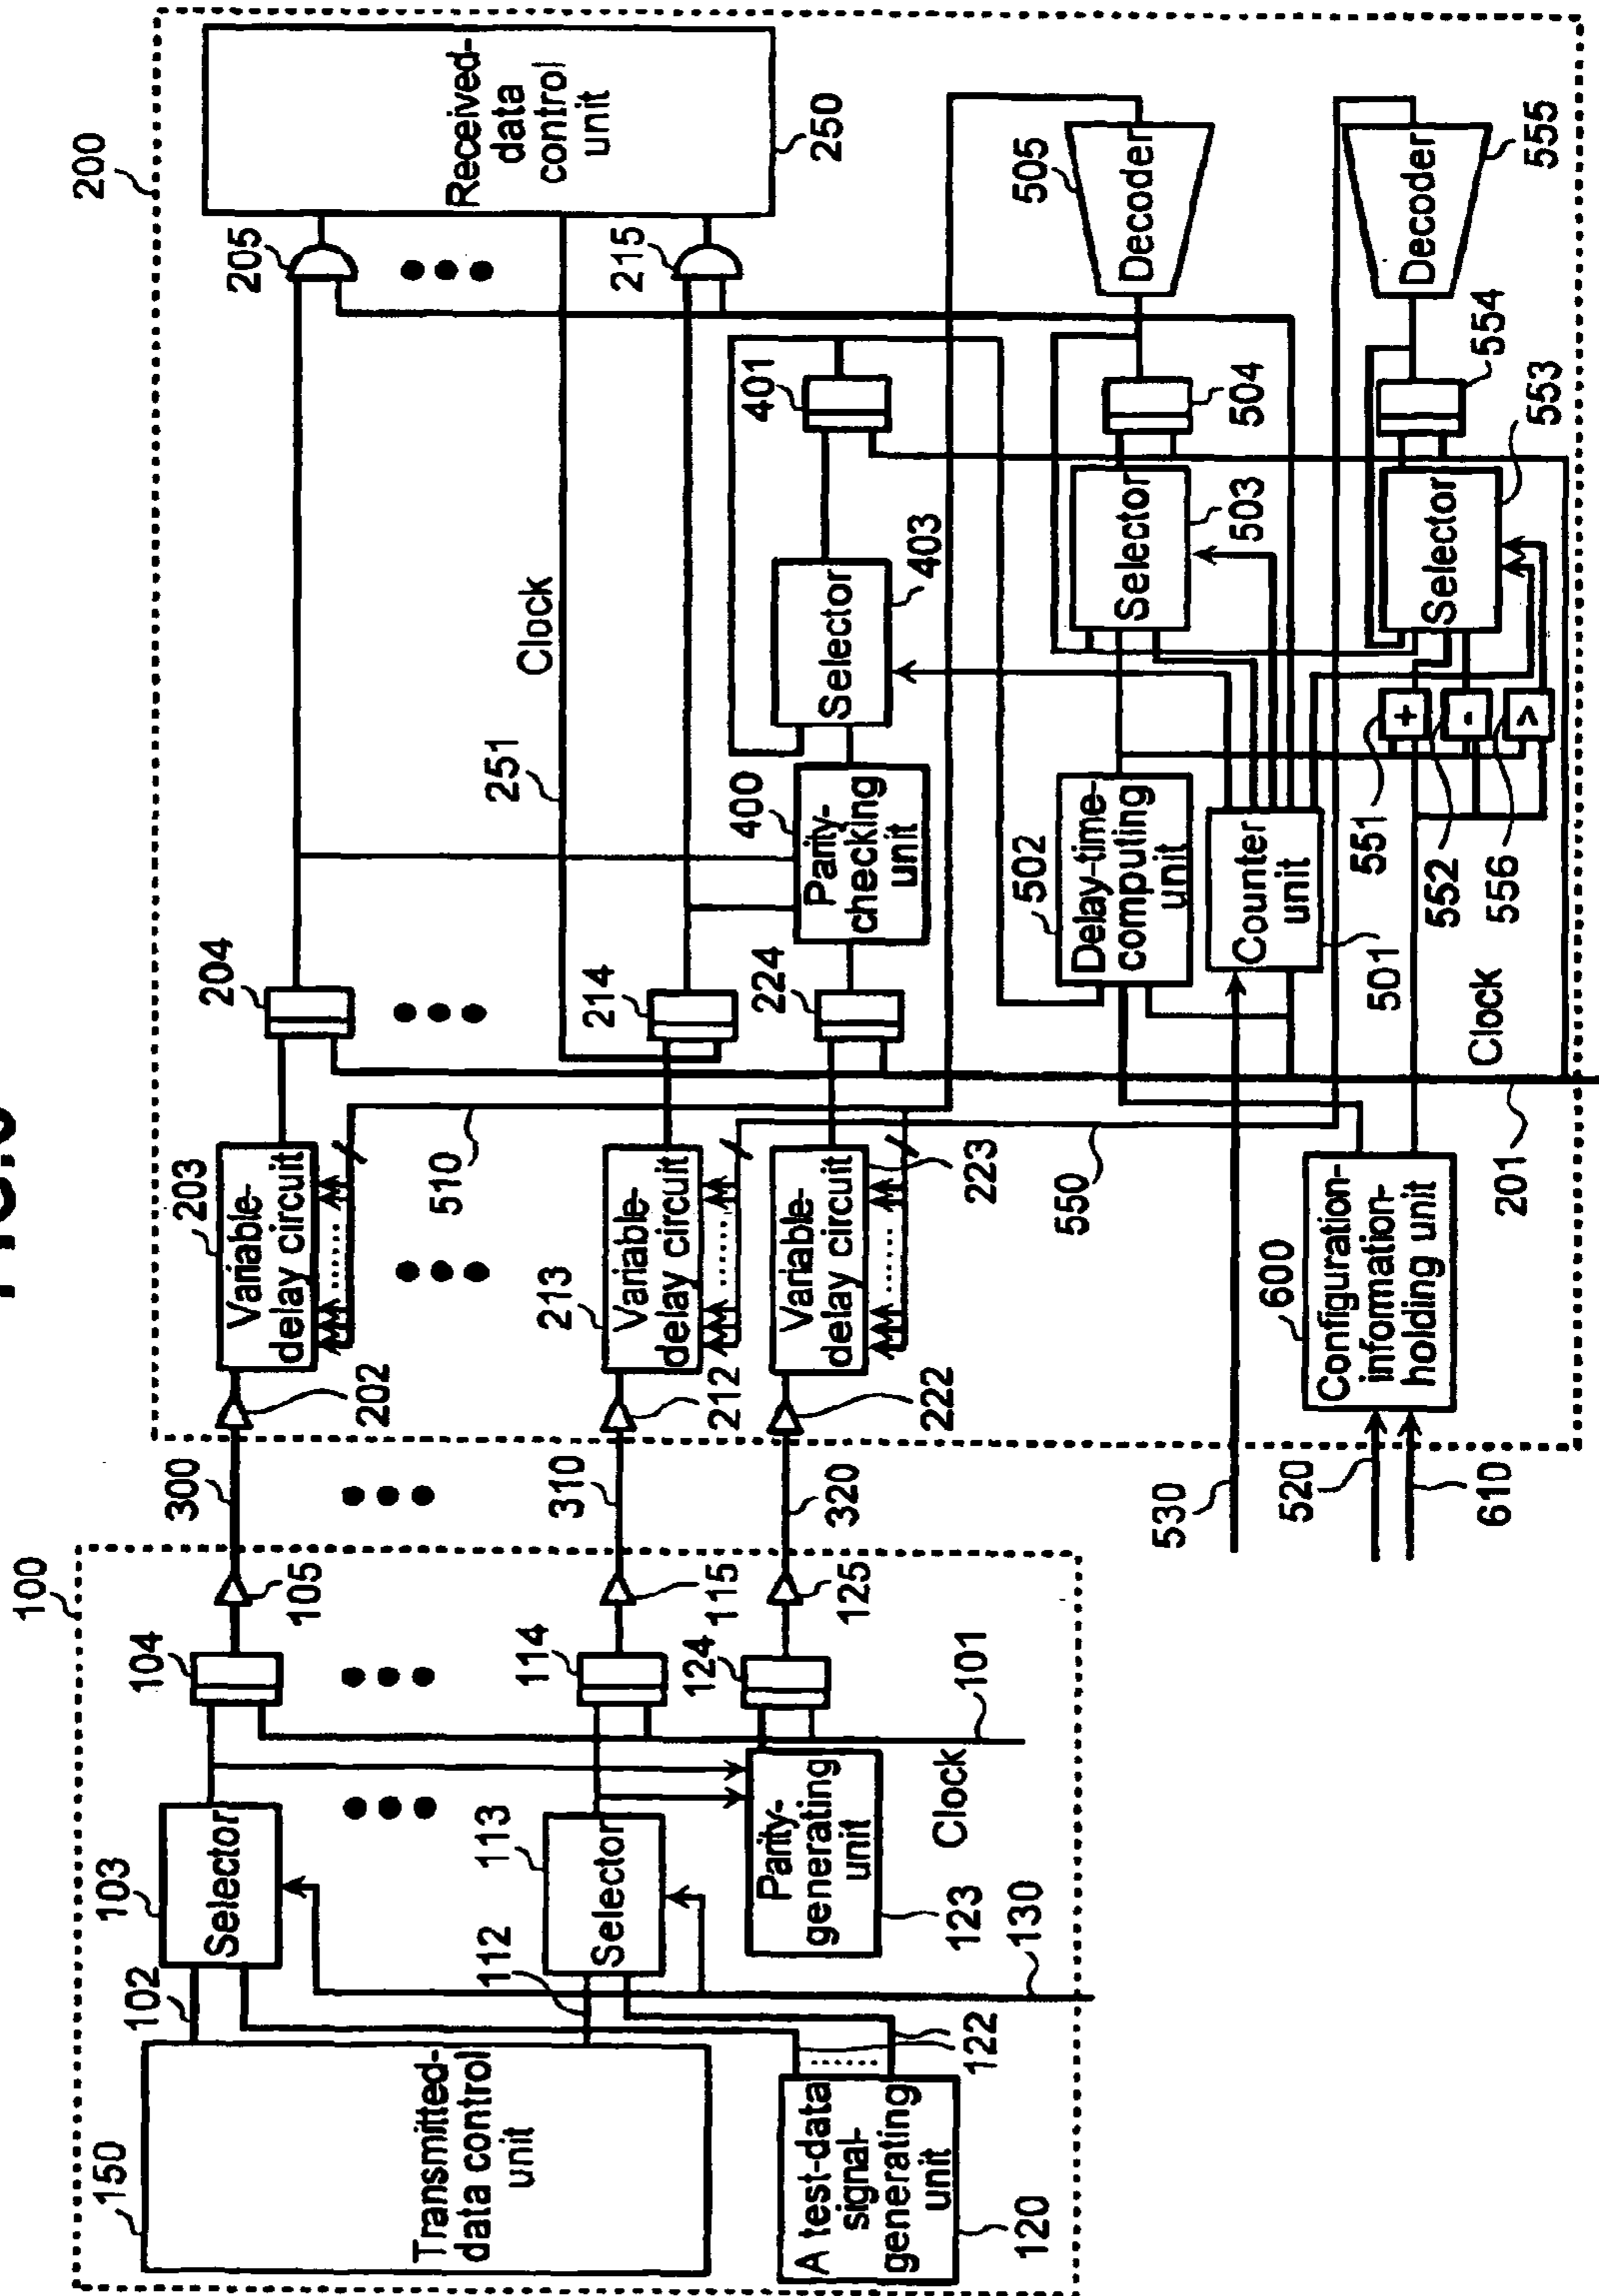 100
150
Transmitted-
data control
unit
102
103
Selector
104
105
112
113
Selector
114
115
120
A test-data
signal-
generating
unit
122
123
Parity-
generating
unit
124
125
130
Clock
101
300
310
320
530
520
610
200
202
203
Variable-
delay circuit
204
205
Received-
data
control
unit
250
510
251
Clock
212
213
Variable-
delay circuit
214
215
222
Variable-
delay circuit
223
224
400
Parity-
checking
unit
Selector
403
401
550
502
Delay-time-
computing
unit
Selector
503
504
505
Decoder
Counter
unit
501
600
Configuration-
information-
holding unit
201
Clock
551
+
552
-
556
>
Selector
553
554
Decoder
555